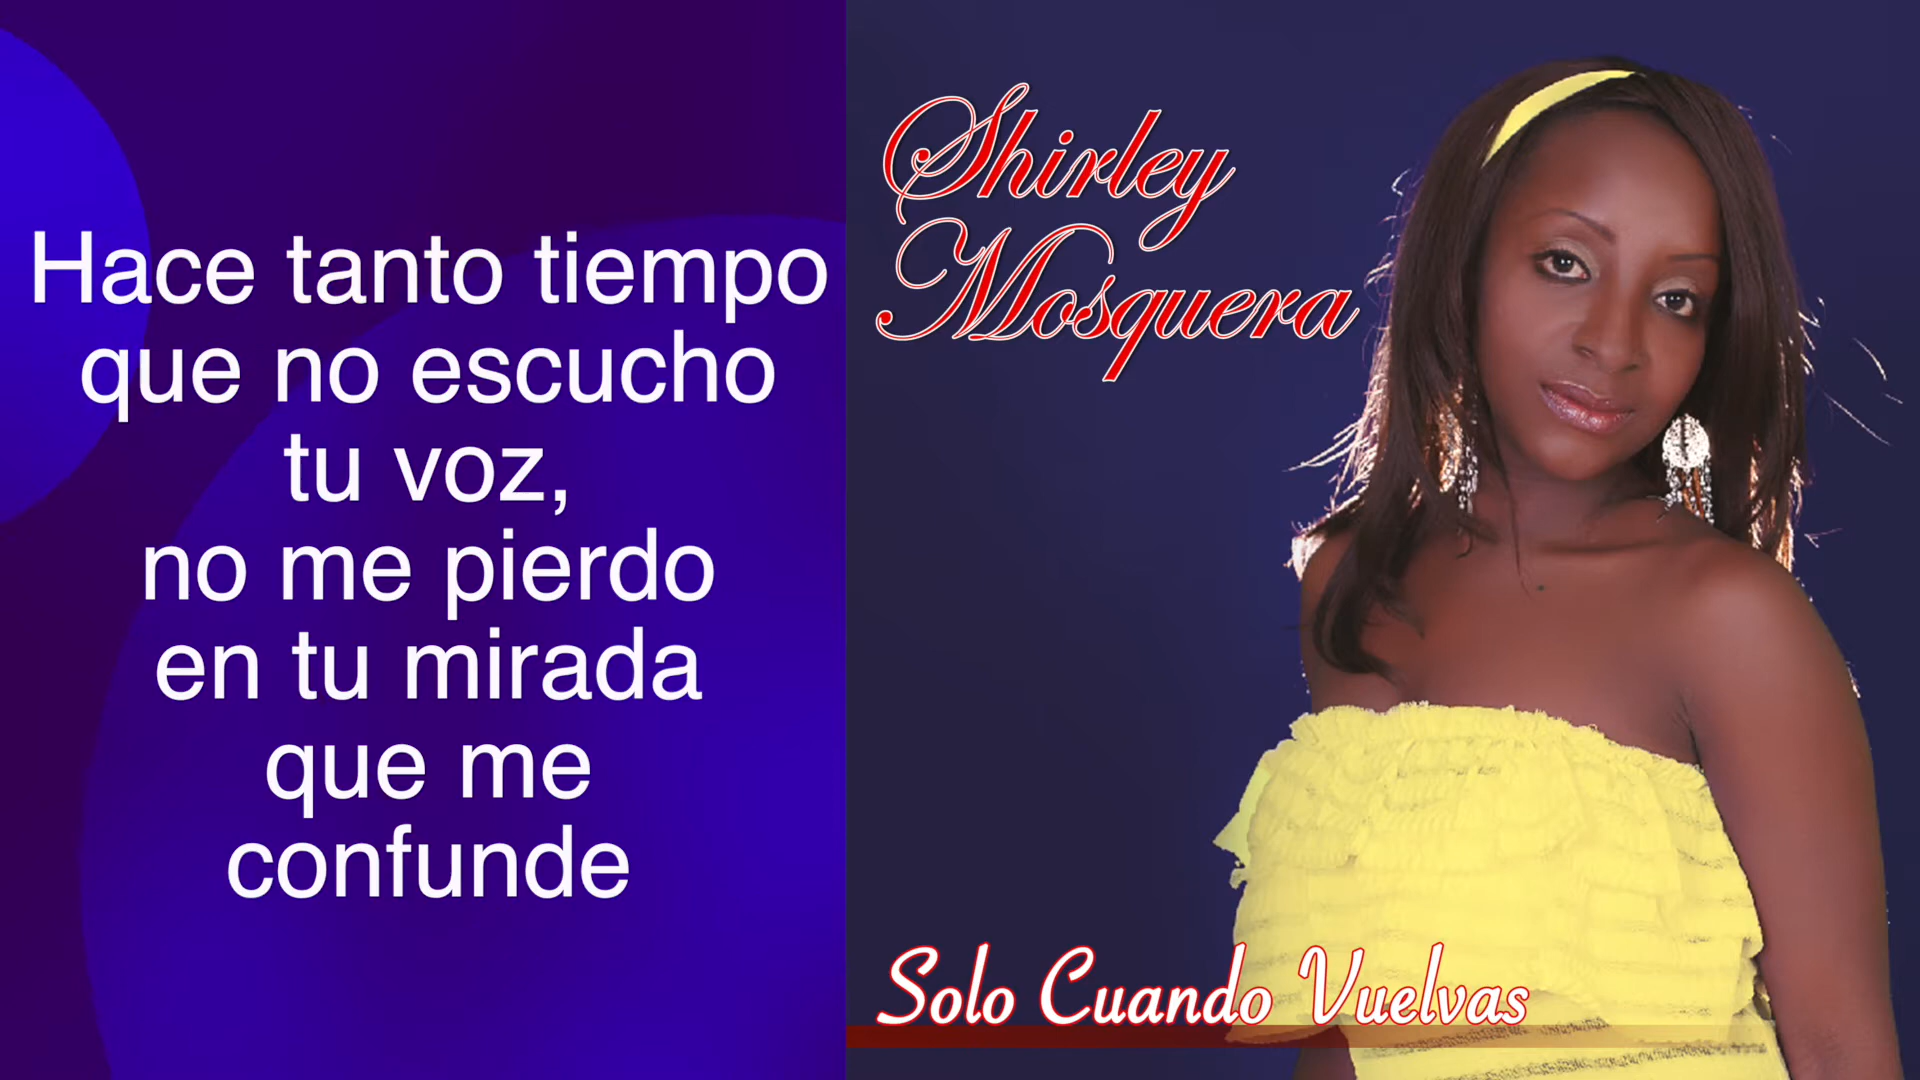 Hace tanto tiempo
que no escucho
tu voz,
no me pierdo
en tu mirada
que me
confunde
Shirley
Mosquera
Solo Cuando Vuelvas